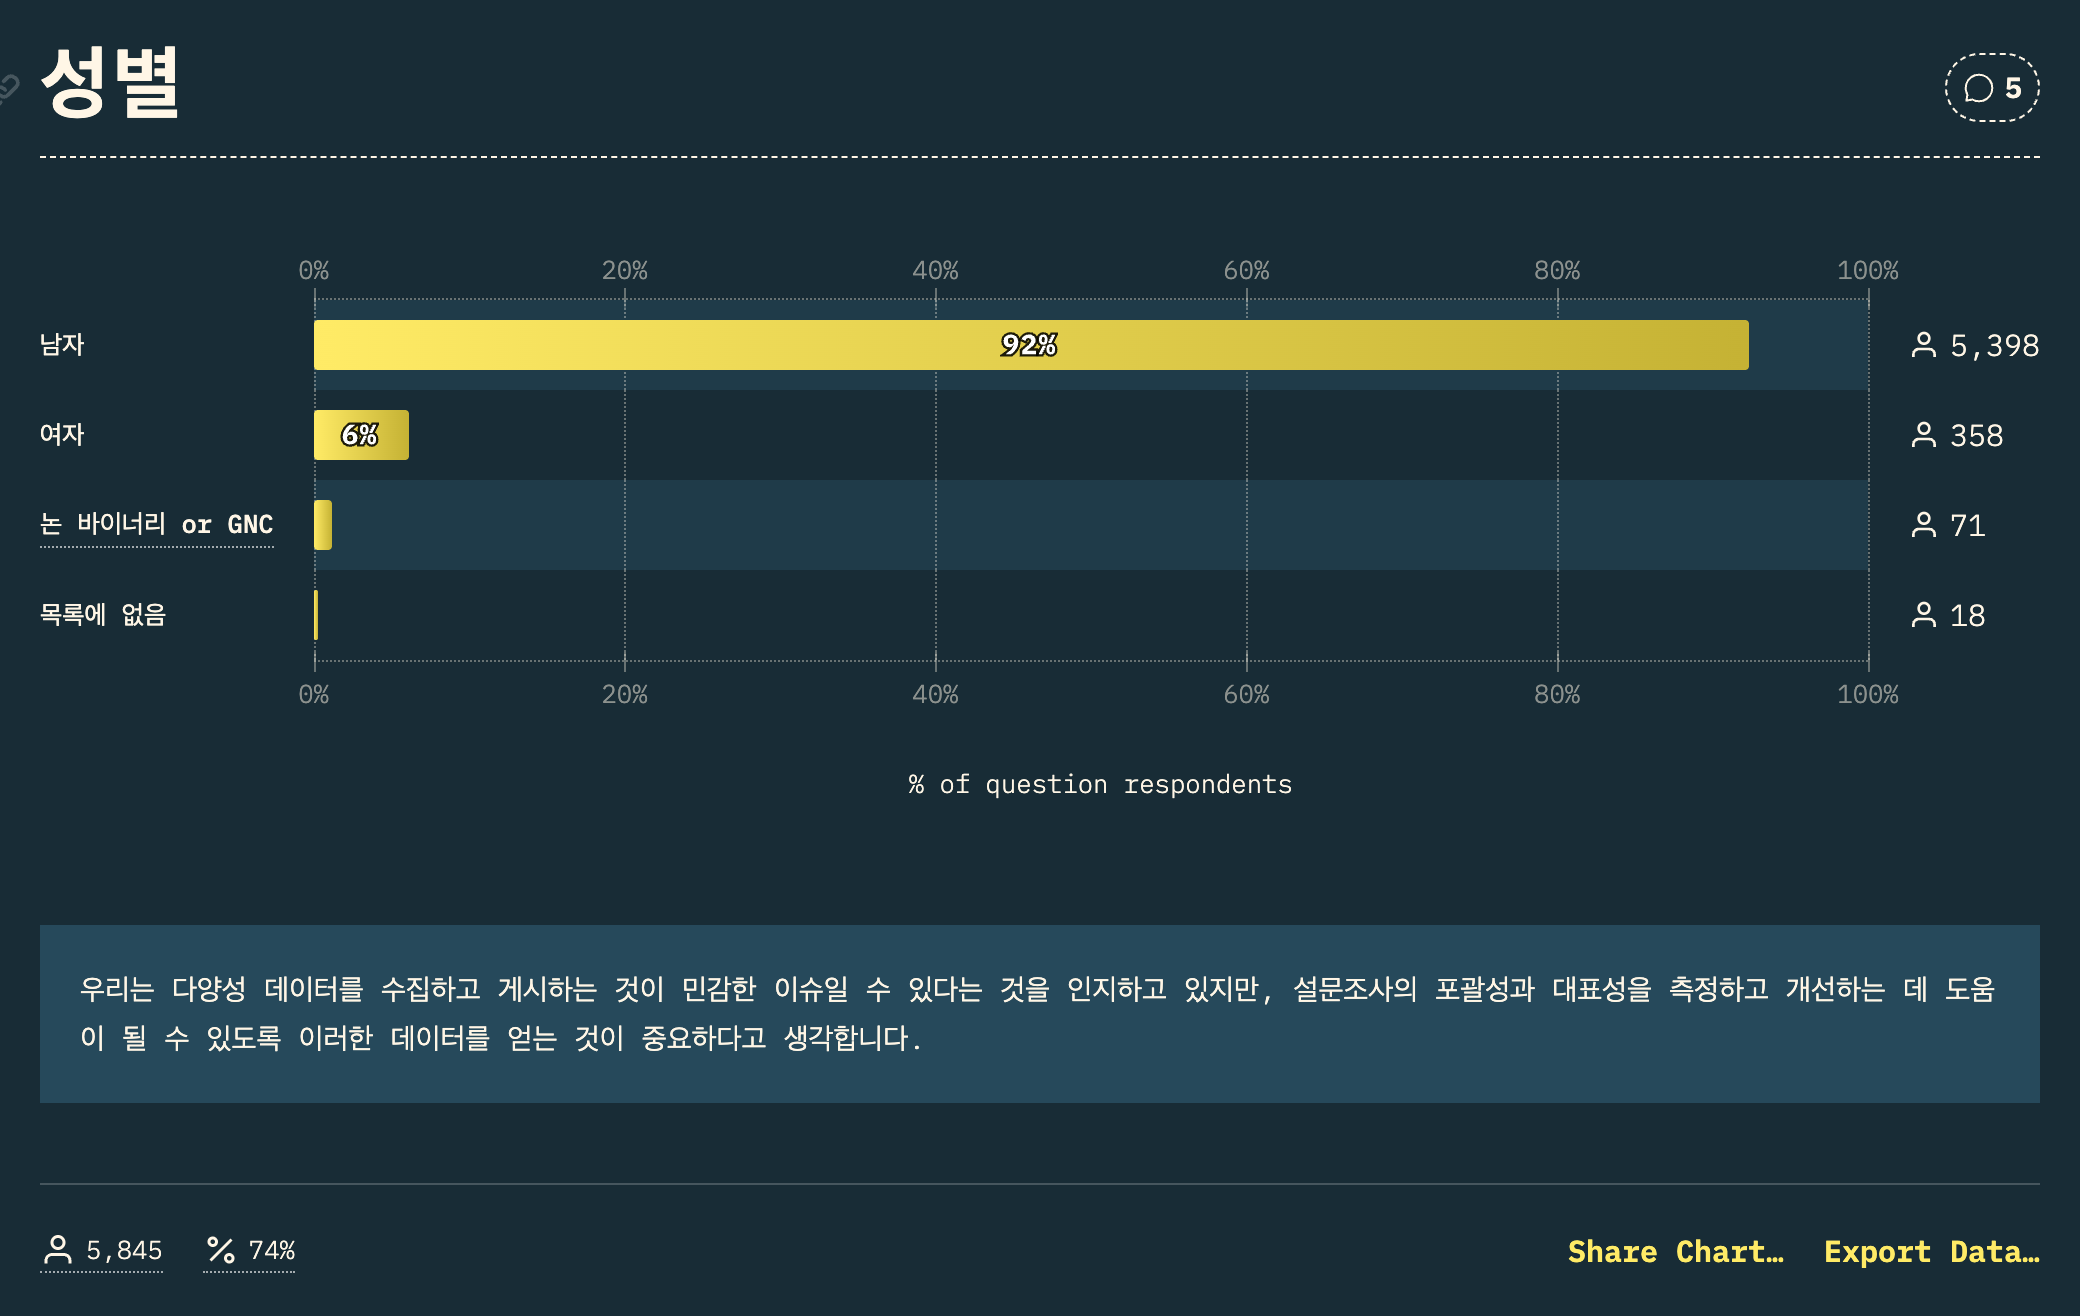 성별
5
0% 20% 40% 60% 80% 100%
남자 92% 5,398
여자 6% 358
논 바이너리 or GNC 71
목록에 없음 18
0% 20% 40% 60% 80% 100%
% of question respondents
우리는 다양성 데이터를 수집하고 게시하는 것이 민감한 이슈일 수 있다는 것을 인지하고 있지만, 설문조사의 포괄성과 대표성을 측정하고 개선하는 데 도움
이 될 수 있도록 이러한 데이터를 얻는 것이 중요하다고 생각합니다.
5,845 74% Share Chart… Export Data…